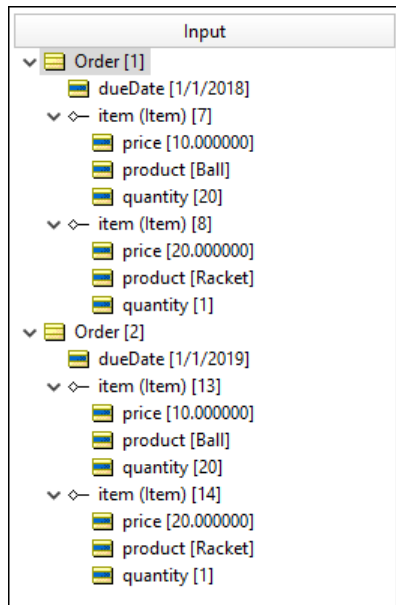 Input
Order [1]
dueDate [1/1/2018]
item (Item) [7]
price [10.000000]
product [Ball]
quantity [20]
item (Item) [8]
price [20.000000]
product [Racket]
quantity [1]
Order [2]
dueDate [1/1/2019]
item (Item) [13]
price [10.000000]
product [Ball]
quantity [20]
item (Item) [14]
price [20.000000]
product [Racket]
quantity [1]